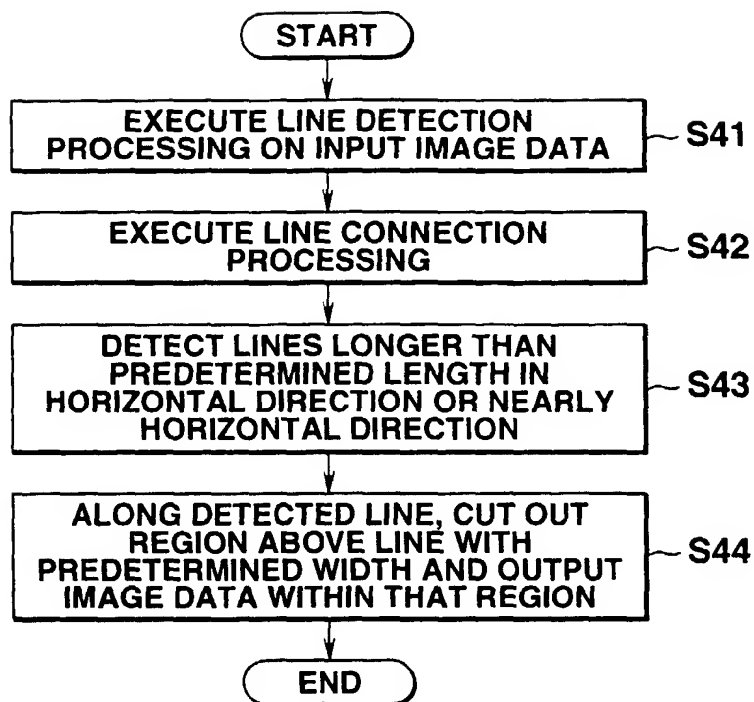 START
EXECUTE LINE DETECTION
PROCESSING ON INPUT IMAGE DATA
S41
EXECUTE LINE CONNECTION
PROCESSING
S42
DETECT LINES LONGER THAN
PREDETERMINED LENGTH IN
HORIZONTAL DIRECTION OR NEARLY
HORIZONTAL DIRECTION
S43
ALONG DETECTED LINE, CUT OUT
REGION ABOVE LINE WITH
PREDETERMINED WIDTH AND OUTPUT
IMAGE DATA WITHIN THAT REGION
S44
END